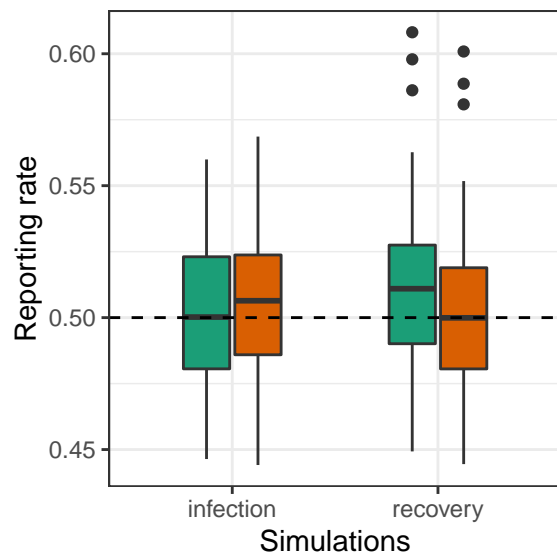 Reporting rate
0.60
0.55
0.50
0.45
infection recovery
Simulations